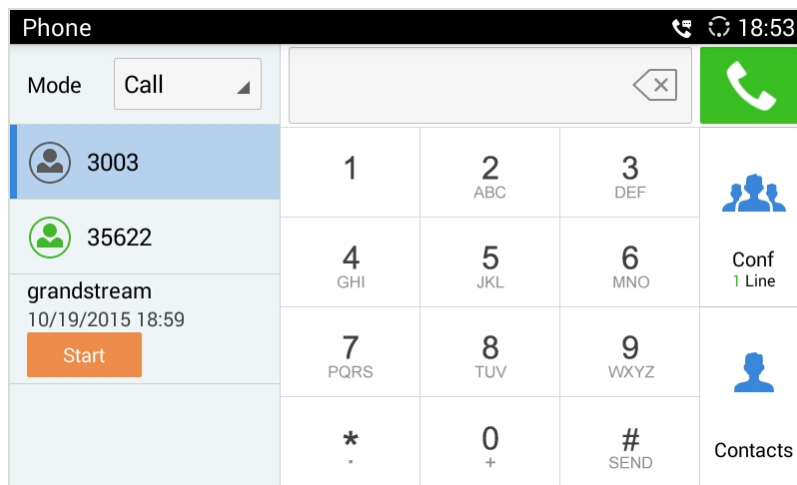 Phone
18:53
Mode
Call
3003
35622
grandstream
10/19/2015 18:59
Start
1
2
ABC
3
DEF
4
GHI
5
JKL
6
MNO
7
PQRS
8
TUV
9
WXYZ
*
.
0
+
#
SEND
Conf
1 Line
Contacts